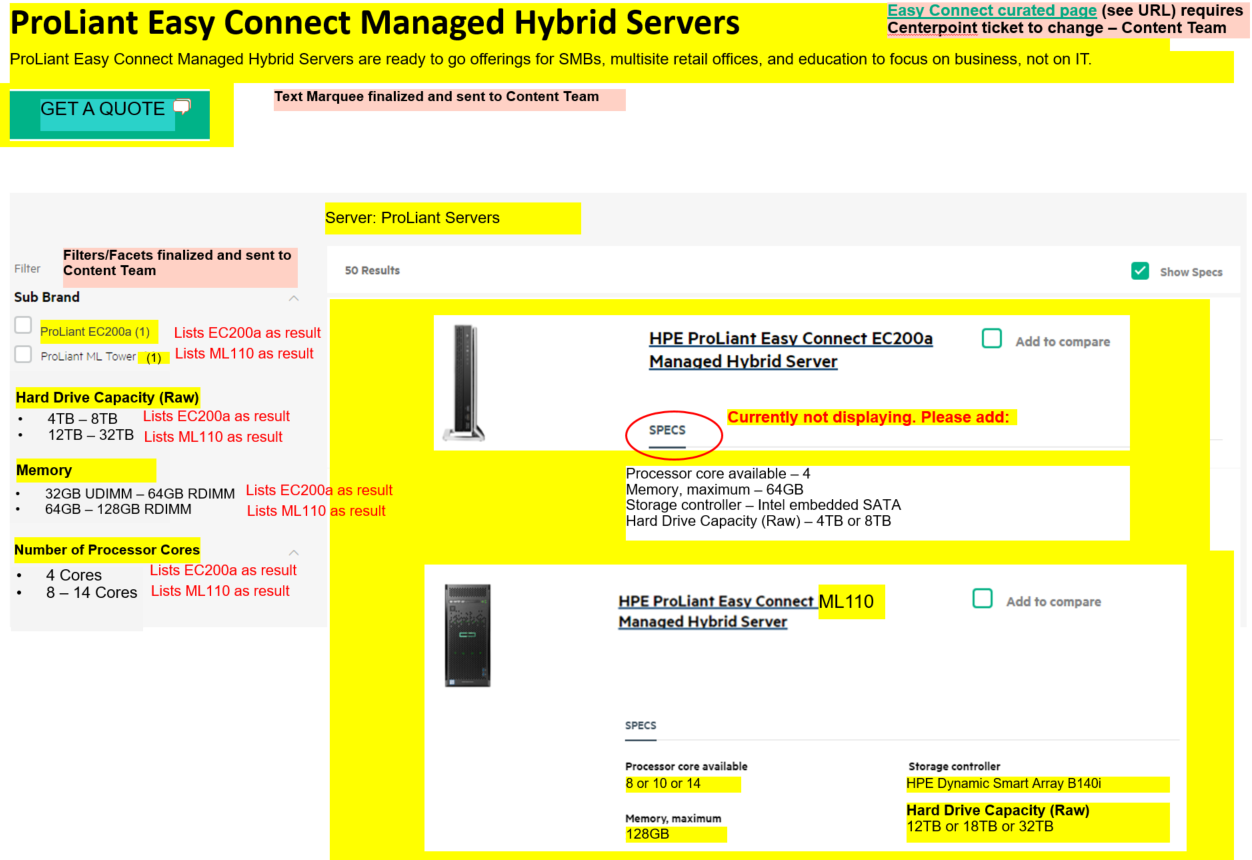 ProLiant Easy Connect Managed Hybrid Servers
Easy Connect curated page (see URL) requires
Centerpoint ticket to change – Content Team
ProLiant Easy Connect Managed Hybrid Servers are ready to go offerings for SMBs, multisite retail offices, and education to focus on business, not on IT.
GET A QUOTE
Text Marquee finalized and sent to Content Team
Server: ProLiant Servers
Filter
Filters/Facets finalized and sent to
Content Team
50 Results
Show Specs
Sub Brand
ProLiant EC200a (1) Lists EC200a as result
ProLiant ML Tower (1) Lists ML110 as result
Hard Drive Capacity (Raw)
• 4TB – 8TB Lists EC200a as result
• 12TB – 32TB Lists ML110 as result
Memory
• 32GB UDIMM – 64GB RDIMM Lists EC200a as result
• 64GB – 128GB RDIMM Lists ML110 as result
Number of Processor Cores
• 4 Cores Lists EC200a as result
• 8 – 14 Cores Lists ML110 as result
HPE ProLiant Easy Connect EC200a
Managed Hybrid Server
Add to compare
SPECS
Currently not displaying. Please add:
Processor core available – 4
Memory, maximum – 64GB
Storage controller – Intel embedded SATA
Hard Drive Capacity (Raw) – 4TB or 8TB
HPE ProLiant Easy Connect ML110
Managed Hybrid Server
Add to compare
SPECS
Processor core available
8 or 10 or 14
Storage controller
HPE Dynamic Smart Array B140i
Memory, maximum
128GB
Hard Drive Capacity (Raw)
12TB or 18TB or 32TB